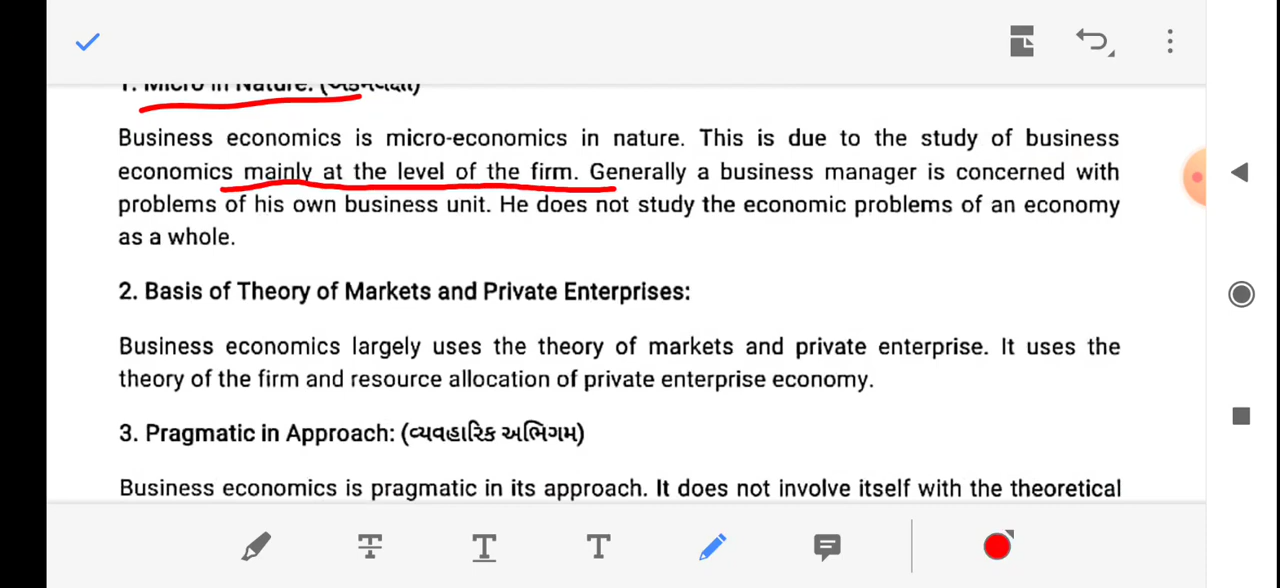 1. Micro in Nature: (એકમલક્ષી)
Business economics is micro-economics in nature. This is due to the study of business
economics mainly at the level of the firm. Generally a business manager is concerned with
problems of his own business unit. He does not study the economic problems of an economy
as a whole.
2. Basis of Theory of Markets and Private Enterprises:
Business economics largely uses the theory of markets and private enterprise. It uses the
theory of the firm and resource allocation of private enterprise economy.
3. Pragmatic in Approach: (વ્યવહારિક અભિગમ)
Business economics is pragmatic in its approach. It does not involve itself with the theoretical